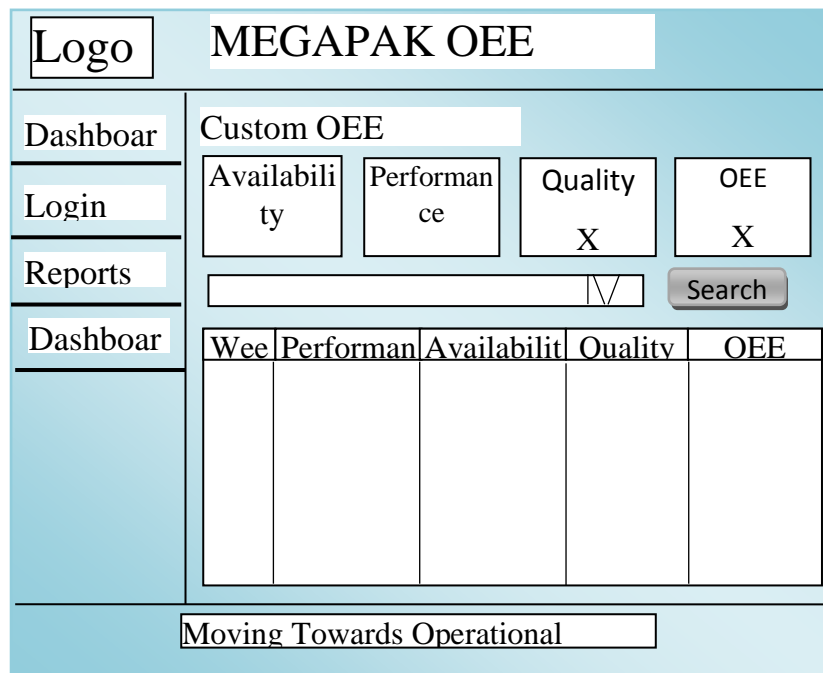 Logo
MEGAPAK OEE
Dashboar
Login
Reports
Dashboar
Custom OEE
Availabili
ty
Performan
ce
Quality
X
OEE
X
Search
Wee Performan Availabilit Quality OEE
Moving Towards Operational